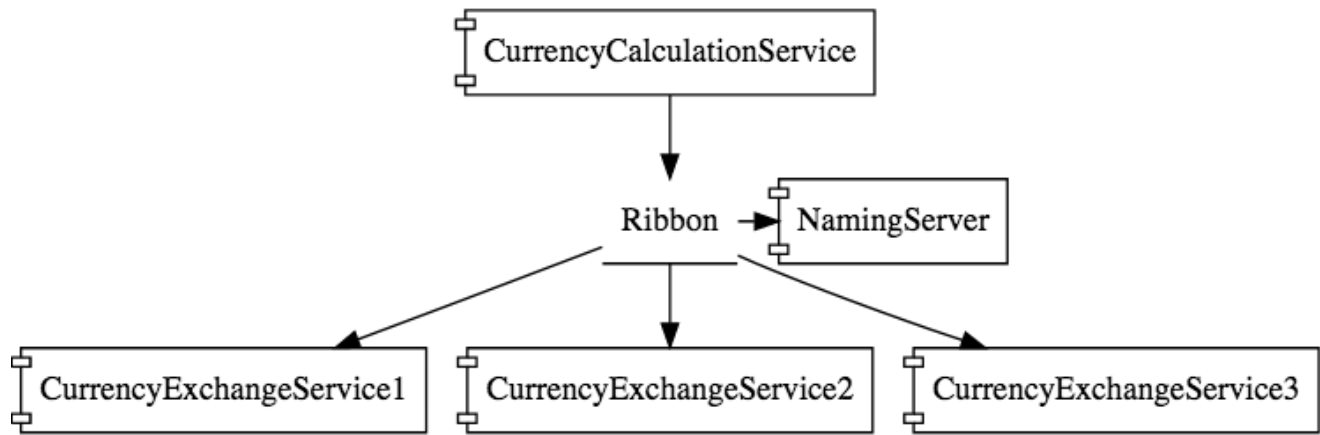 CurrencyCalculationService
Ribbon
NamingServer
CurrencyExchangeService1
CurrencyExchangeService2
CurrencyExchangeService3